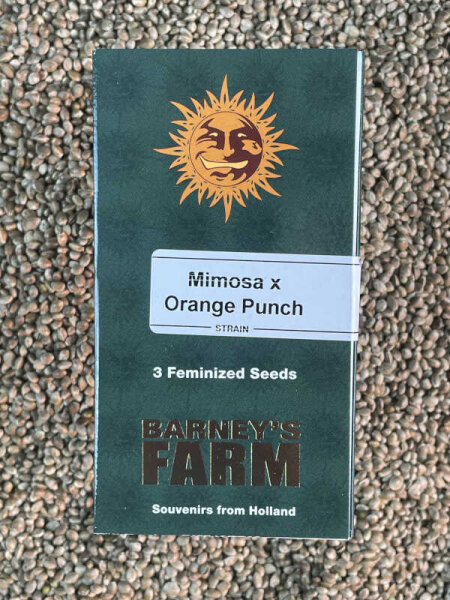 Mimosa x
Orange Punch
STRAIN
3 Feminized Seeds
BARNEY'S
FARM
Souvenirs from Holland